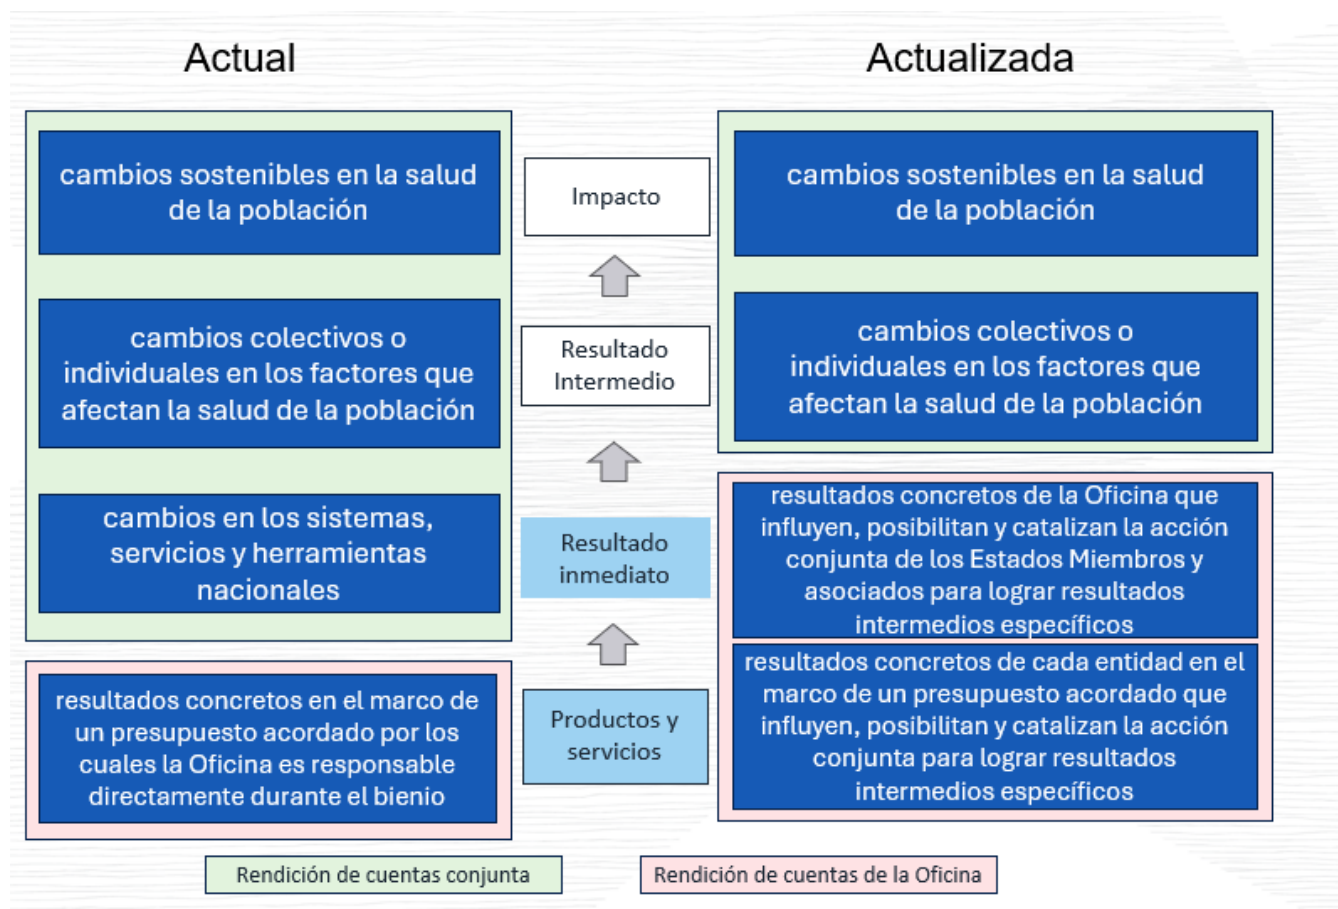 Actual
Actualizada
cambios sostenibles en la salud
de la población
Impacto
cambios sostenibles en la salud
de la población
cambios colectivos o
individuales en los factores que
afectan la salud de la población
Resultado
Intermedio
cambios colectivos o
individuales en los factores que
afectan la salud de la población
cambios en los sistemas,
servicios y herramientas
nacionales
Resultado
inmediato
resultados concretos de la Oficina que
influyen, posibilitan y catalizan la acción
conjunta de los Estados Miembros y
asociados para lograr resultados
intermedios específicos
resultados concretos en el marco de
un presupuesto acordado por los
cuales la Oficina es responsable
directamente durante el bienio
Productos y
servicios
resultados concretos de cada entidad en el
marco de un presupuesto acordado que
influyen, posibilitan y catalizan la acción
conjunta para lograr resultados
intermedios específicos
Rendición de cuentas conjunta
Rendición de cuentas de la Oficina